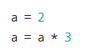 a = 2
a = a * 3